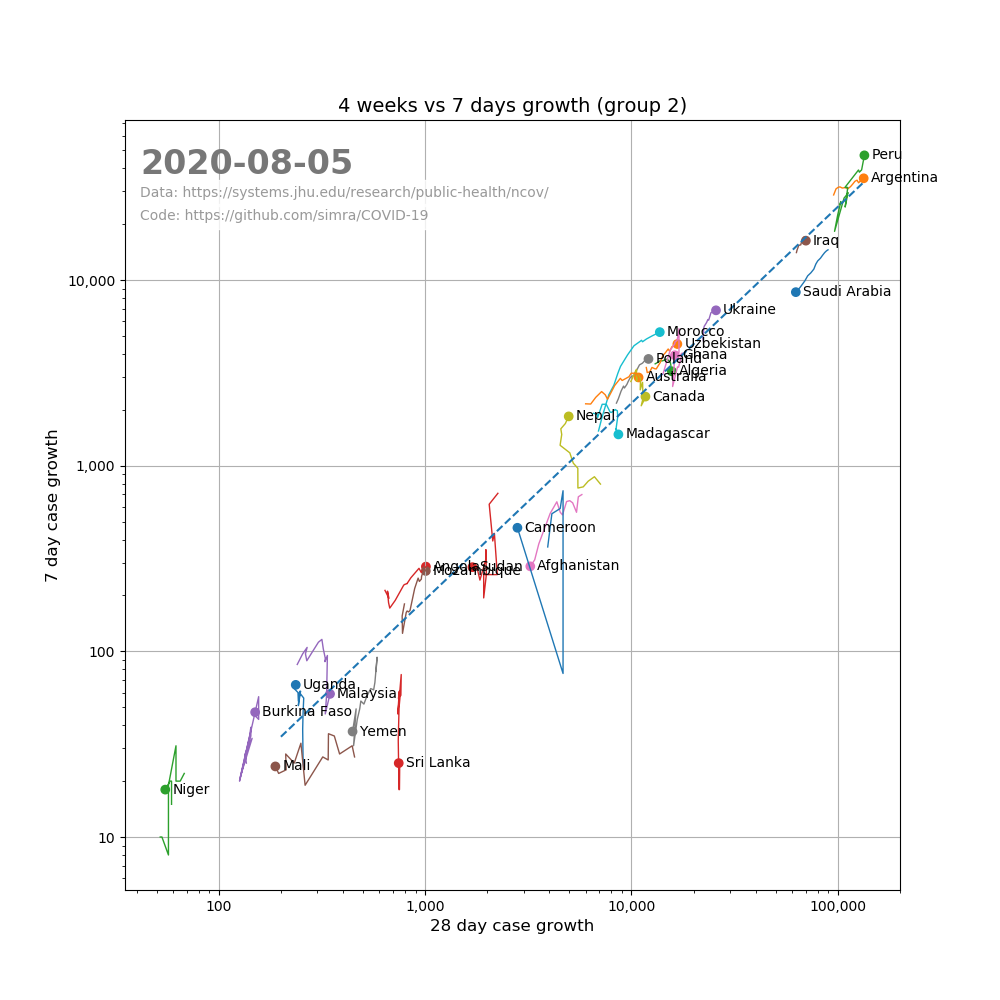 4 weeks vs 7 days growth (group 2)
2020-08-05
Data: https://systems.jhu.edu/research/public-health/ncov/
Code: https://github.com/simra/COVID-19
Peru
Argentina
Iraq
Saudi Arabia
Ukraine
Morocco
Uzbekistan
Ghana
Poland
Algeria
Australia
Canada
Nepal
Madagascar
Cameroon
Angola
Sudan
Mozambique
Afghanistan
Uganda
Malaysia
Burkina Faso
Yemen
Sri Lanka
Mali
Niger
10,000
1,000
100
10
7 day case growth
100
1,000
10,000
100,000
28 day case growth